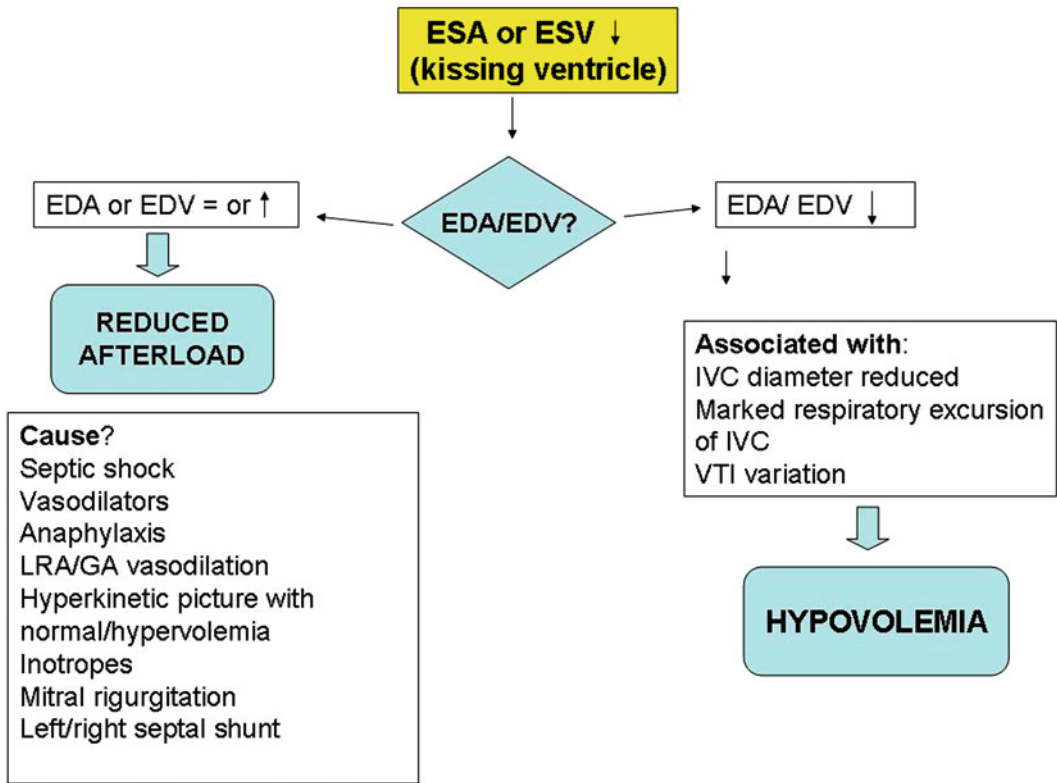 ESA or ESV ↓
(kissing ventricle)
EDA/EDV?
EDA or EDV = or ↑
REDUCED
AFTERLOAD
Cause?
Septic shock
Vasodilators
Anaphylaxis
LRA/GA vasodilation
Hyperkinetic picture with
normal/hypervolemia
Inotropes
Mitral rigurgitation
Left/right septal shunt
EDA/ EDV ↓
Associated with:
IVC diameter reduced
Marked respiratory excursion
of IVC
VTI variation
HYPOVOLEMIA